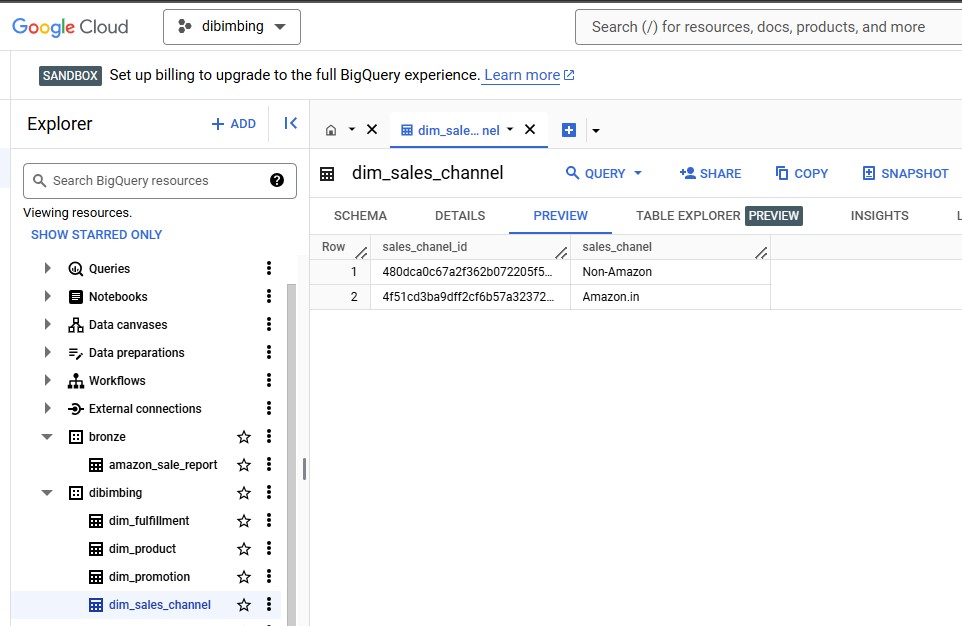 Google Cloud
dibimbing
Search (/) for resources, docs, products, and more
SANDBOX Set up billing to upgrade to the full BigQuery experience. Learn more
Explorer
+ ADD
Search BigQuery resources
?
Viewing resources.
SHOW STARRED ONLY
Queries
Notebooks
Data canvases
Data preparations
Workflows
External connections
bronze
amazon_sale_report
dibimbing
dim_fulfillment
dim_product
dim_promotion
dim_sales_channel
dim_sale... nel
dim_sales_channel
QUERY
SHARE
COPY
SNAPSHOT
SCHEMA
DETAILS
PREVIEW
TABLE EXPLORER PREVIEW
INSIGHTS
L
Row sales_chanel_id sales_chanel
1 480dca0c67a2f362b072205f5... Non-Amazon
2 4f51cd3ba9dff2cf6b57a32372... Amazon.in